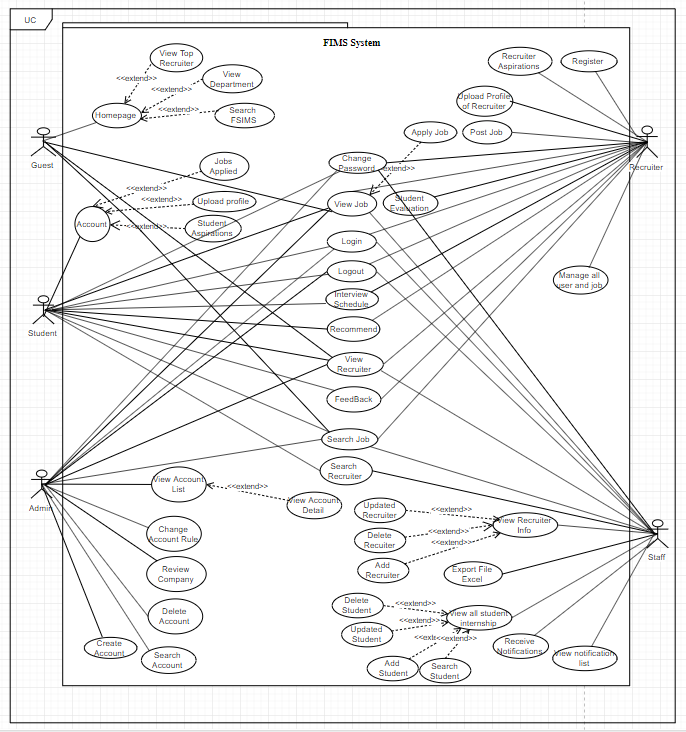 UC
FIMS System
View Top
Recruiter
<<extend>>
View
Department
<<extend>>
Homepage
<<extend>>
Search
FSIMS
Guest
Recruiter
Aspirations
Register
Upload Profile
of Recruiter
Apply Job
Post Job
Recruiter
Change
Password
<<extend>>
Jobs
Applied
<<extend>>
<<extend>>
Upload profile
View Job
Student
Evaluation
Account
<<extend>>
Student
Aspirations
Login
Logout
Manage all
user and job
Interview
Schedule
Student
Recommend
View
Recruiter
FeedBack
Search Job
Search
Recruiter
Admin
View Account
List
<<extend>>
View Account
Detail
Updated
Recruiter
<<extend>>
View Recruiter
Info
Change
Account Rule
Delete
Recruiter
<<extend>>
<<extend>>
Staff
Review
Company
Add
Recruiter
Export File
Excel
Delete
Account
Delete
Student
<<extend>>
View all student
internship
<<extend>>
Updated
Student
<<extend>>
<<extend>>
Create
Account
Search
Account
Add
Student
Search
Student
Receive
Notifications
View notification
list